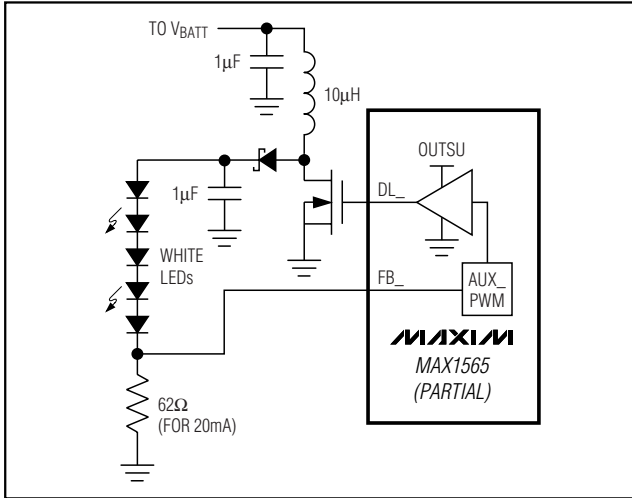 TO VBATT
1µF
10µH
OUTSU
DL_
1µF
WHITE
LEDs
FB_
AUX_
PWM
MAXIM
MAX1565
(PARTIAL)
62Ω
(FOR 20mA)